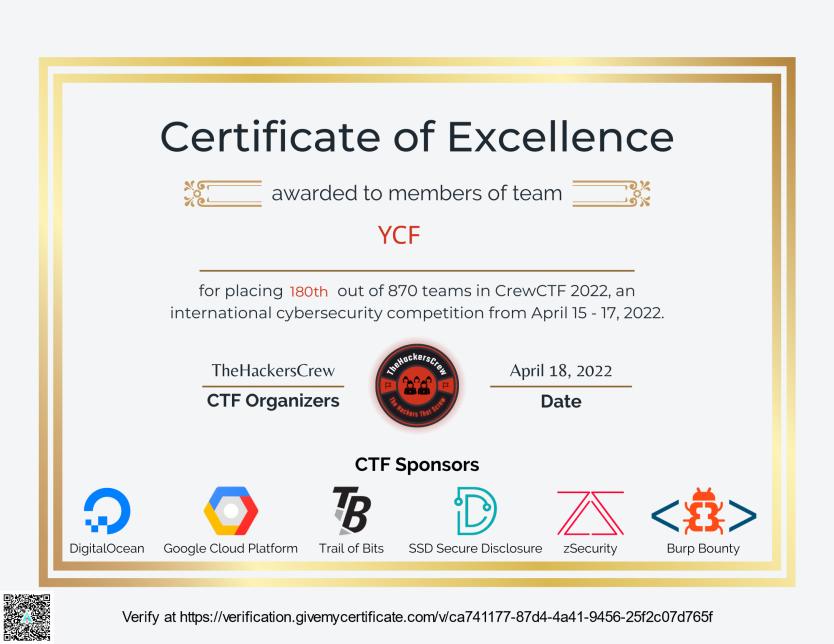 Certificate of Excellence
awarded to members of team
YCF
for placing 180th out of 870 teams in CrewCTF 2022, an
international cybersecurity competition from April 15 - 17, 2022.
TheHackersCrew
CTF Organizers
TheHackersCrew
The Hackers That Screw
April 18, 2022
Date
CTF Sponsors
TB
DigitalOcean
Google Cloud Platform
Trail of Bits
SSD Secure Disclosure
zSecurity
Burp Bounty
Verify at https://verification.givemycertificate.com/v/ca741177-87d4-4a41-9456-25f2c07d765f